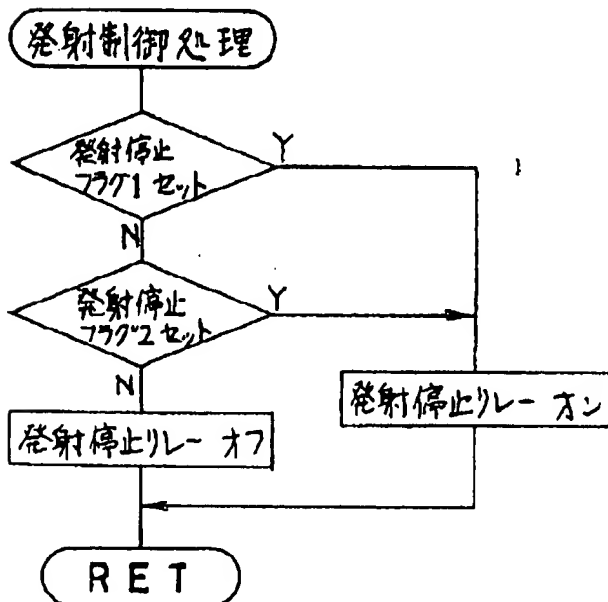 発射制御処理
発射停止
フラグ1 セット
Y
N
発射停止
フラグ2 セット
Y
N
発射停止リレー オン
発射停止リレー オフ
RET